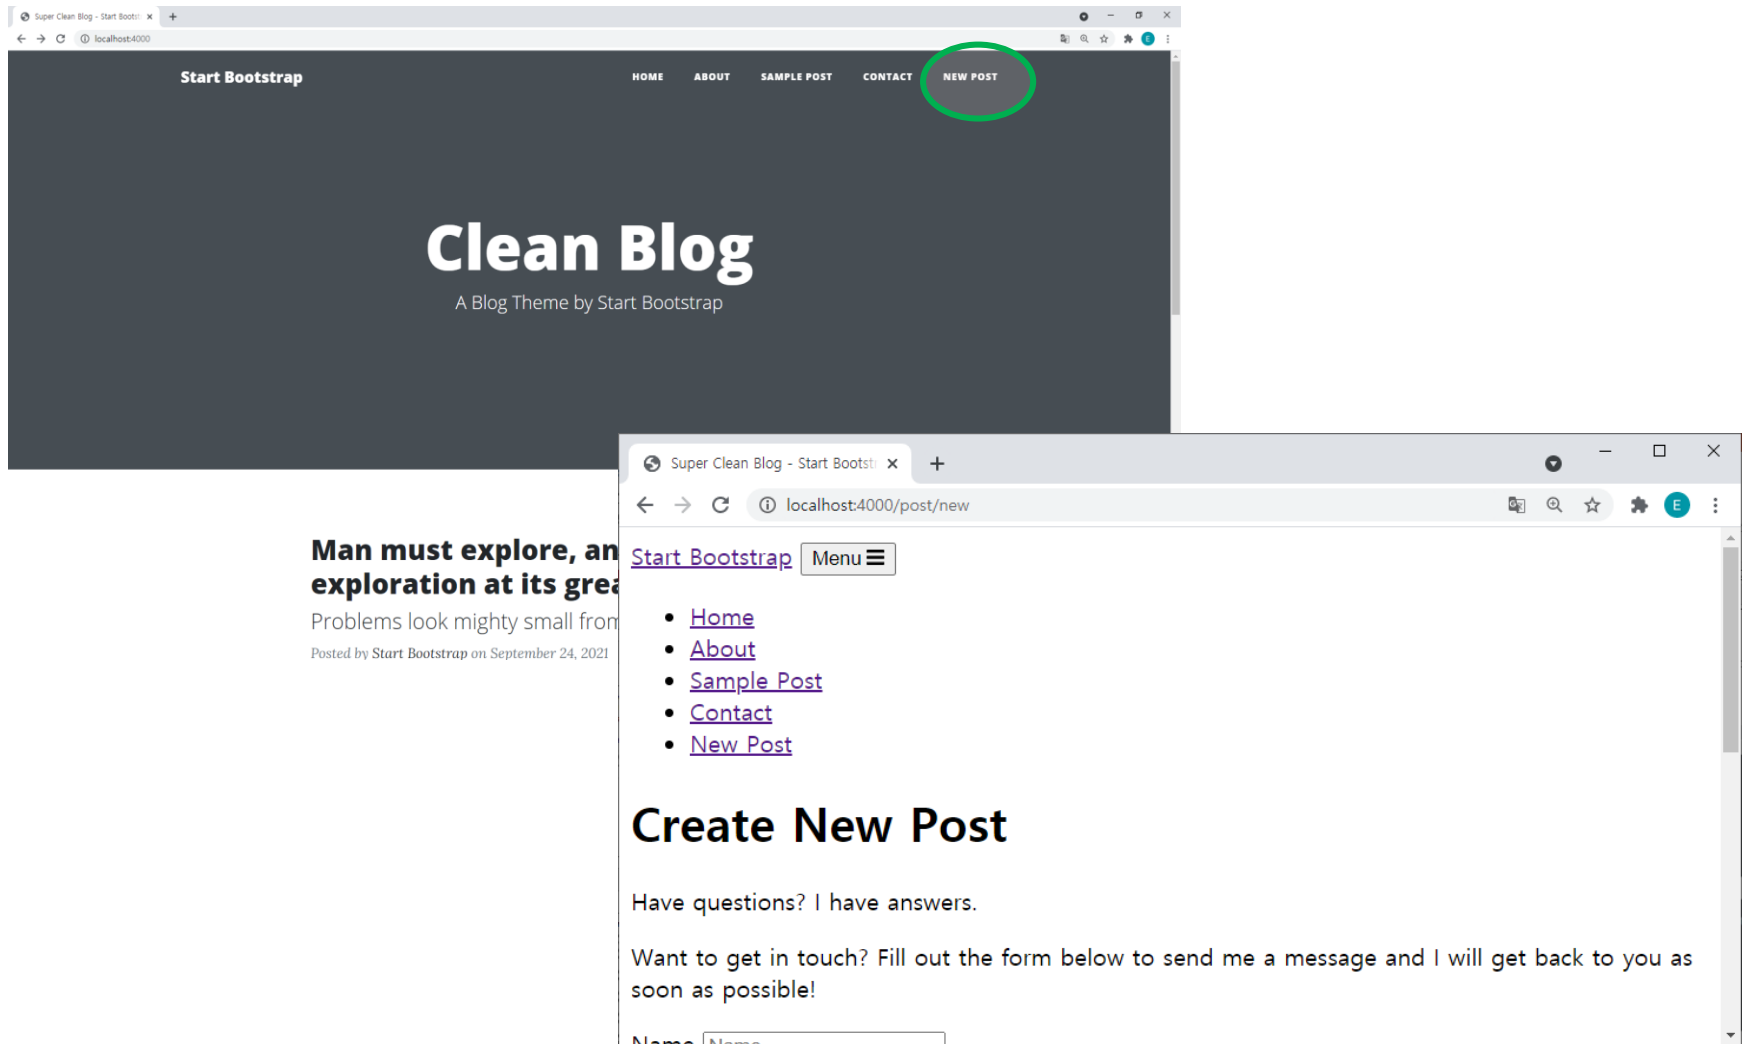 Super Clean Blog - Start Bootst
localhost:4000
Start Bootstrap
HOME ABOUT SAMPLE POST CONTACT NEW POST
Clean Blog
A Blog Theme by Start Bootstrap
Man must explore, an
exploration at its grea
Problems look mighty small from
Posted by Start Bootstrap on September 24, 2021
Super Clean Blog - Start Bootst
localhost:4000/post/new
E
Start Bootstrap Menu
Home
About
Sample Post
Contact
New Post
Create New Post
Have questions? I have answers.
Want to get in touch? Fill out the form below to send me a message and I will get back to you as
soon as possible!
Name Name